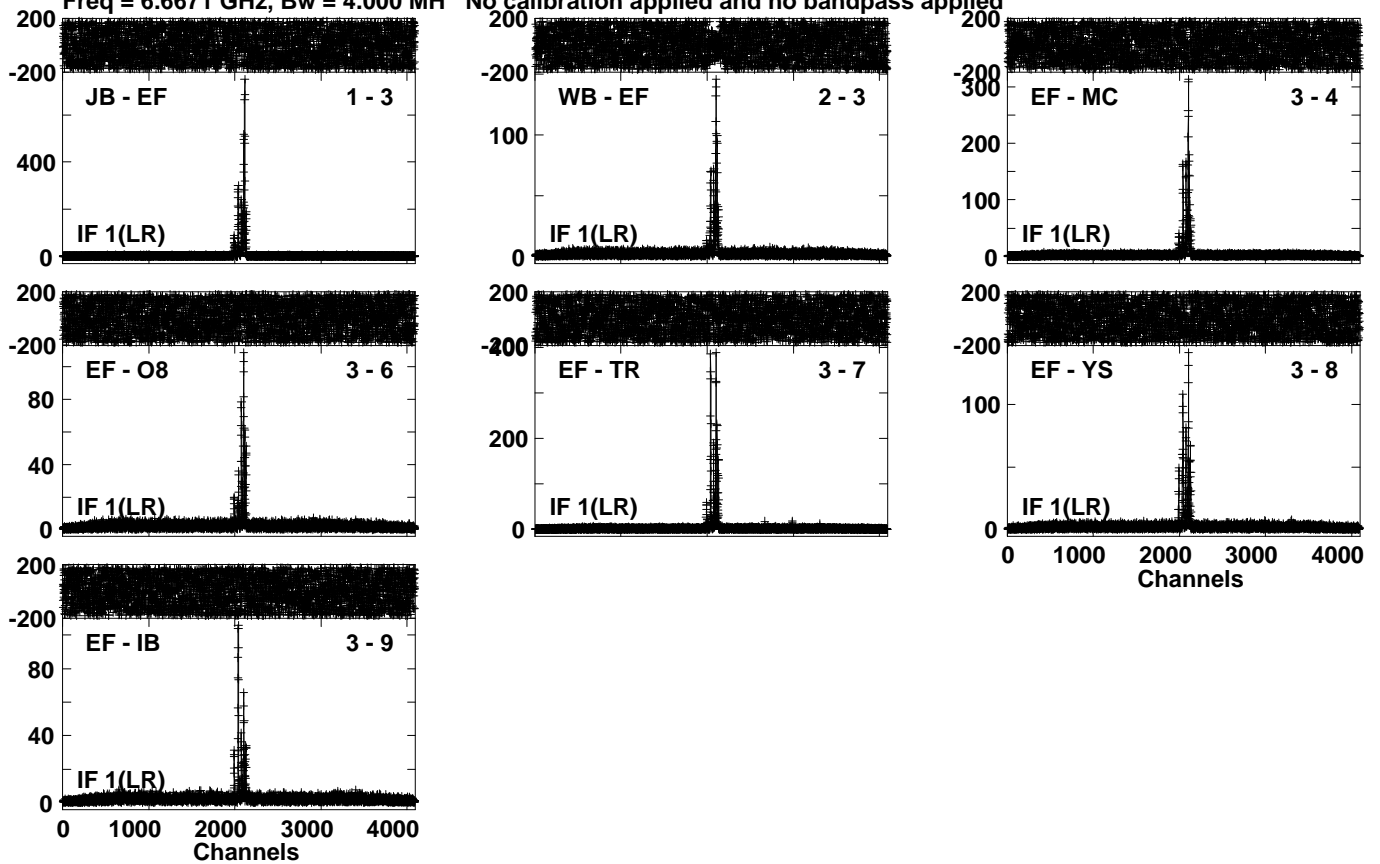 Freq = 6.6671 GHz, Bw = 4.000 MH No calibration applied and no bandpass applied
200
-200
JB - EF 1 - 3
400
IF 1(LR)
0
200
-200
WB - EF 2 - 3
100
IF 1(LR)
0
200
-200
300
EF - MC 3 - 4
200
100
IF 1(LR)
0
200
-200
EF - O8 3 - 6
80
40
IF 1(LR)
0
200
-200
400
EF - TR 3 - 7
200
IF 1(LR)
0
200
-200
EF - YS 3 - 8
100
IF 1(LR)
0
0 1000 2000 3000 4000
Channels
200
-200
EF - IB 3 - 9
80
40
IF 1(LR)
0
0 1000 2000 3000 4000
Channels